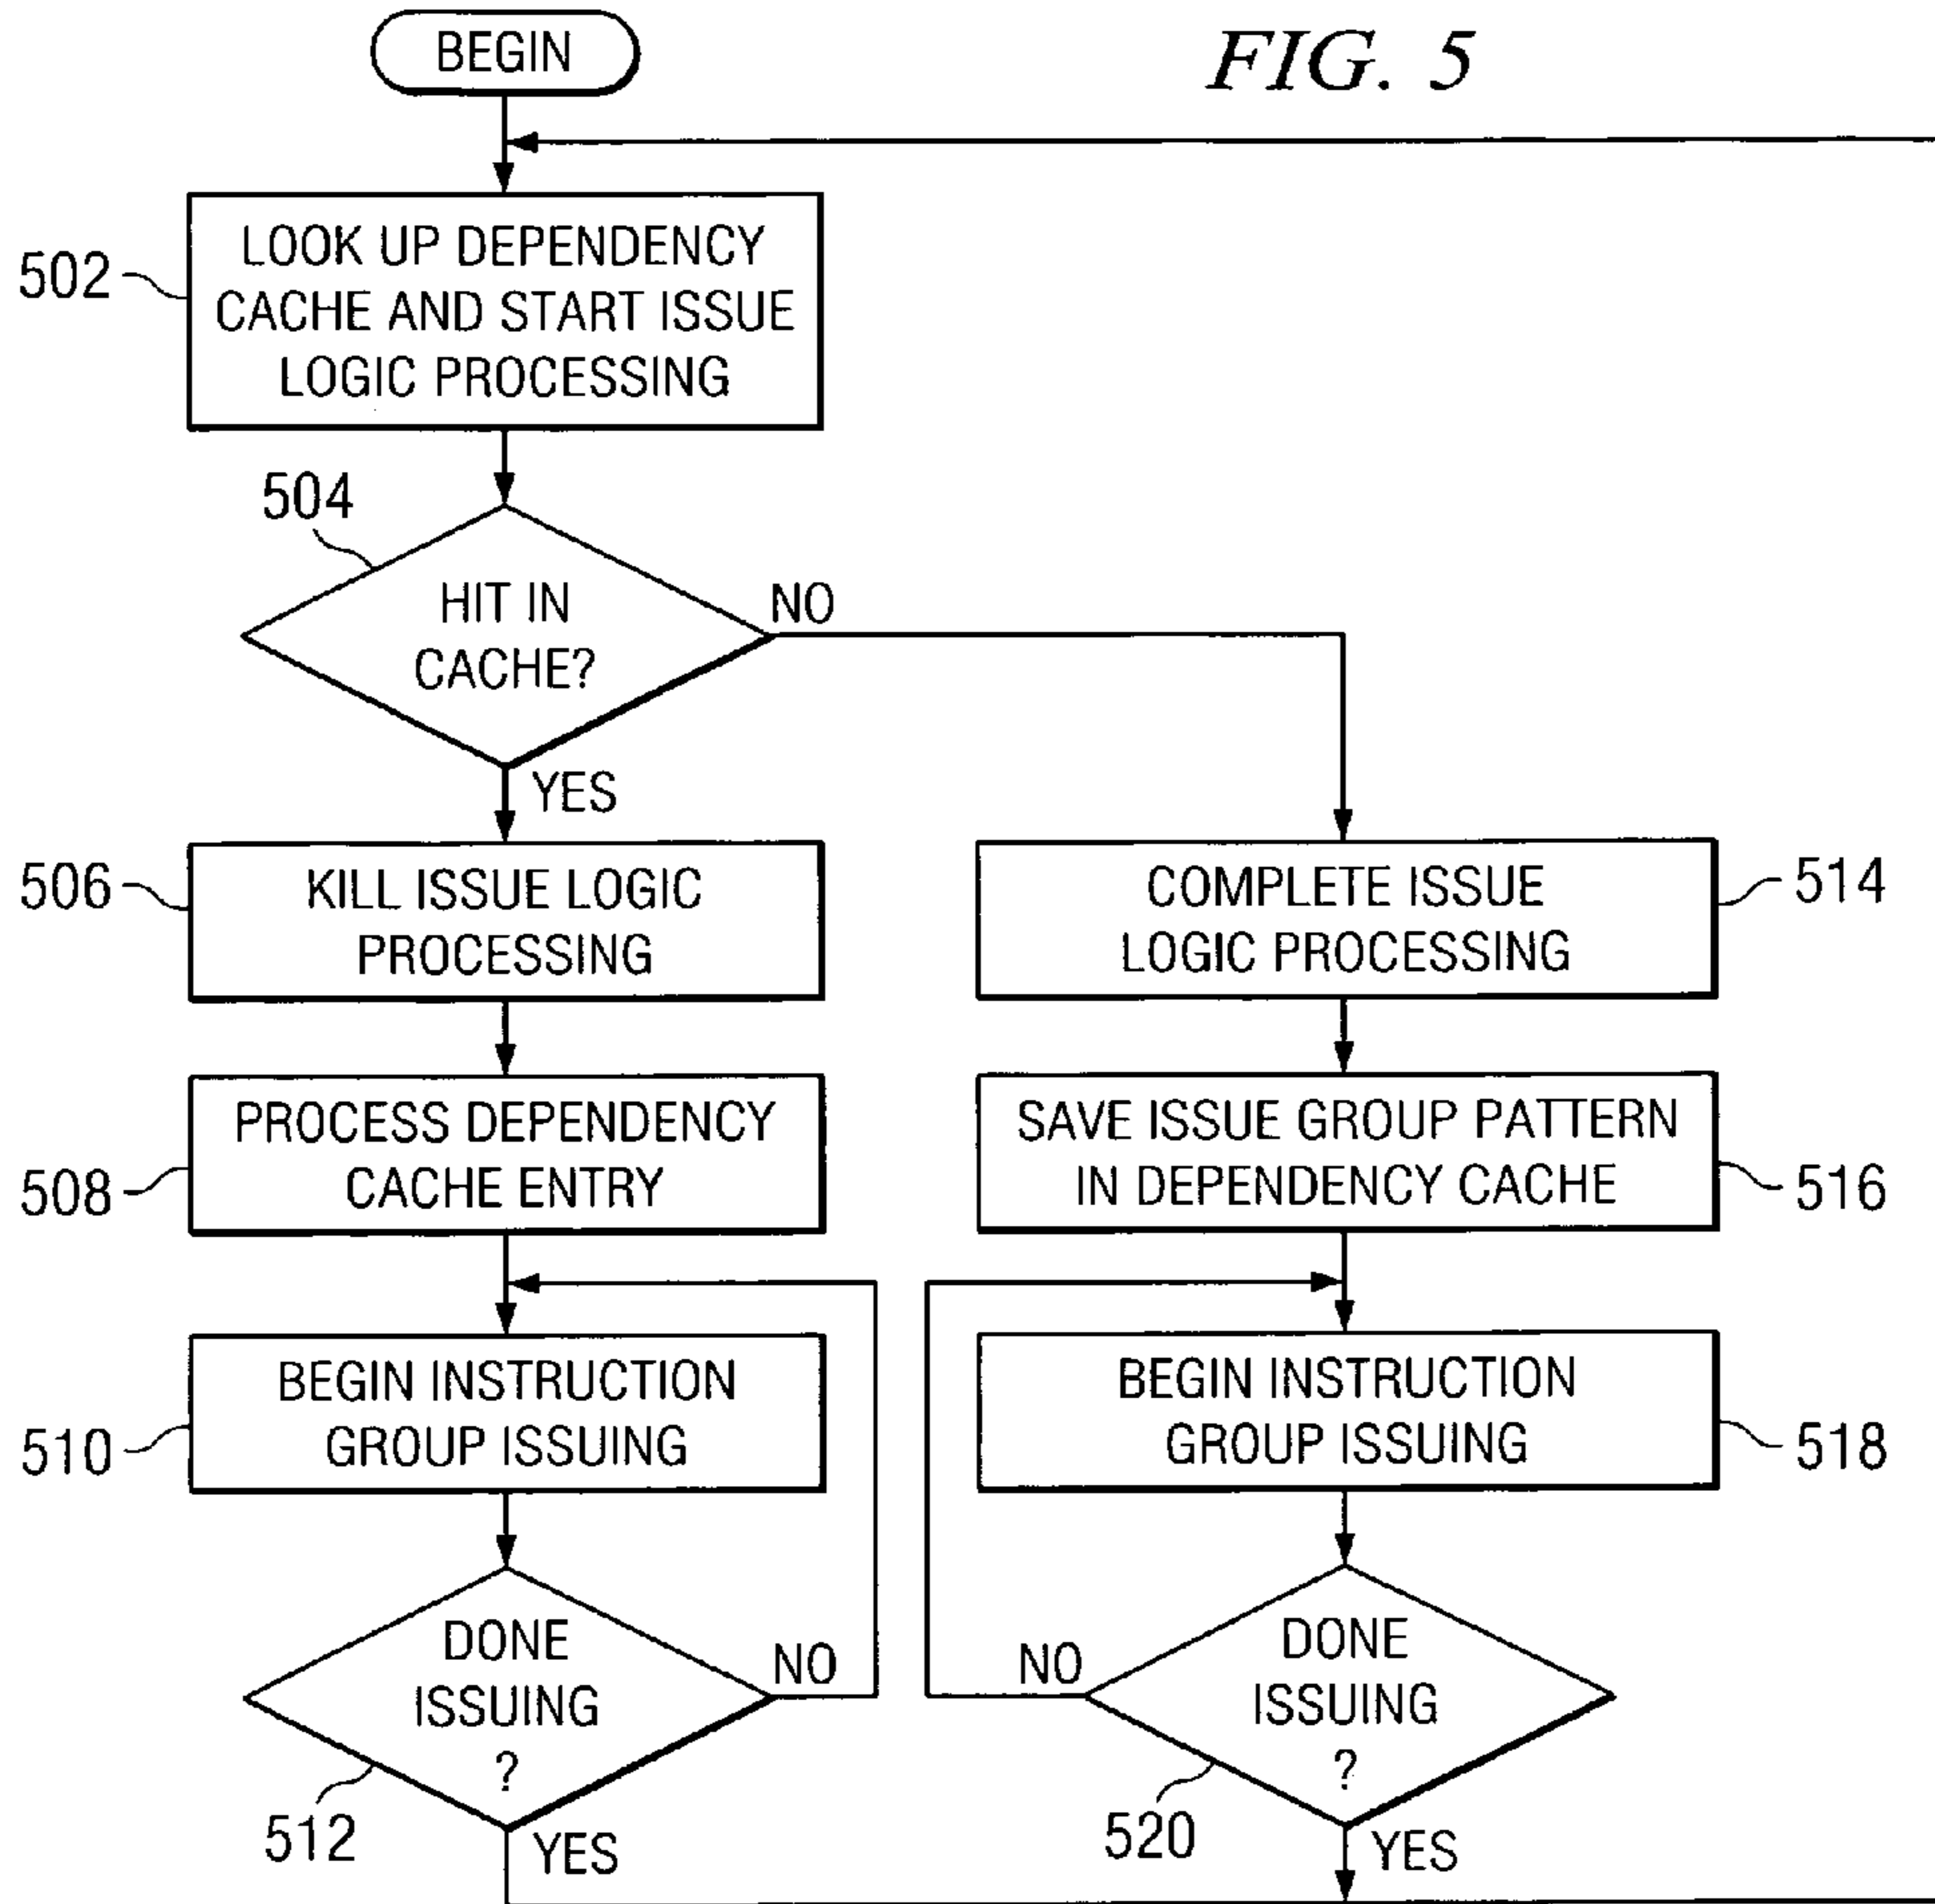 BEGIN
FIG. 5
502
LOOK UP DEPENDENCY
CACHE AND START ISSUE
LOGIC PROCESSING
504
HIT IN
CACHE?
NO
YES
506
KILL ISSUE LOGIC
PROCESSING
COMPLETE ISSUE
LOGIC PROCESSING
514
508
PROCESS DEPENDENCY
CACHE ENTRY
SAVE ISSUE GROUP PATTERN
IN DEPENDENCY CACHE
516
510
BEGIN INSTRUCTION
GROUP ISSUING
BEGIN INSTRUCTION
GROUP ISSUING
518
DONE
ISSUING
?
NO
512
YES
NO
DONE
ISSUING
?
520
YES